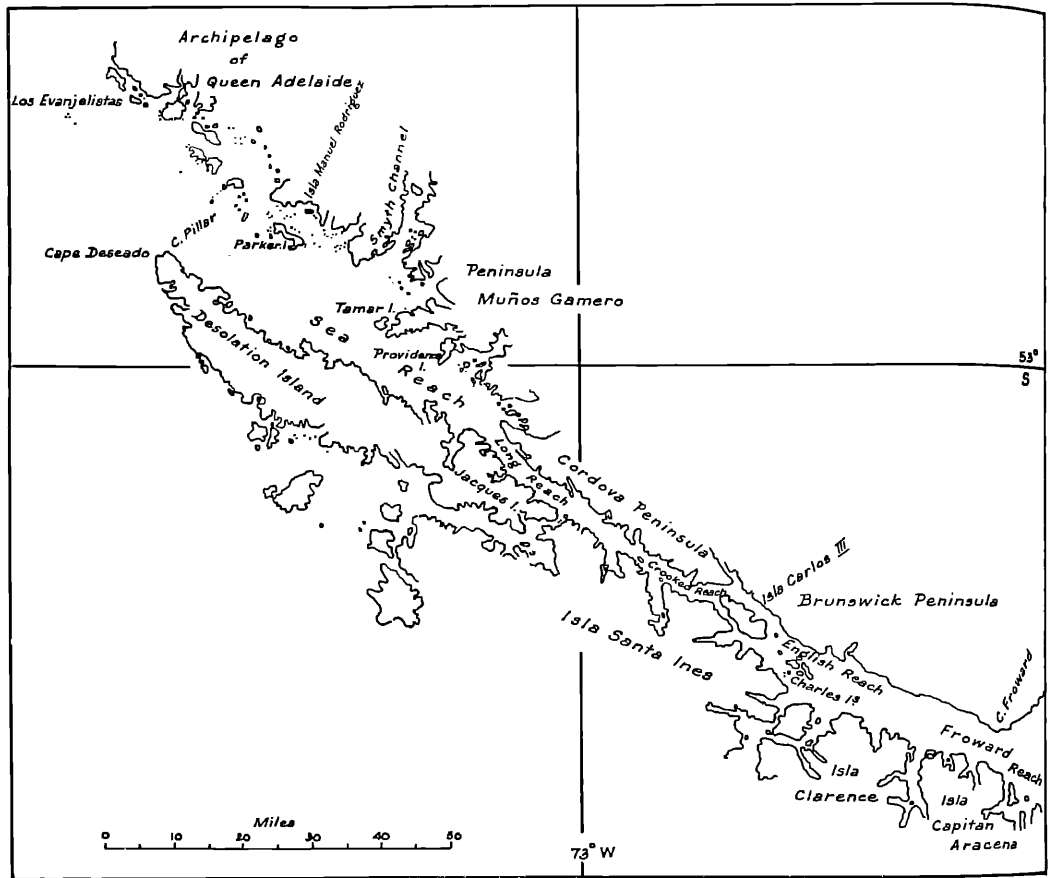 Archipelago
of
Queen Adelaide
Los Evanjelistas
Isla Manuel Rodriguez
Smyth Channel
C. Pillar
Parker I.
Cape Deseado
Peninsula
Muños Gamero
Tamar I.
Sea
Reach
Desolation Island
Providence
I.
53°
S
Cordova Peninsula
Long
Reach
Jacques I.
Isla Carlos III
Crooked Reach
Brunswick Peninsula
Isla Santa Ines
English Reach
Charles Is.
C. Froward
Froward
Reach
Isla
Clarence
Isla
Capitan
Aracena
Miles
0 10 20 30 40 50
73° W